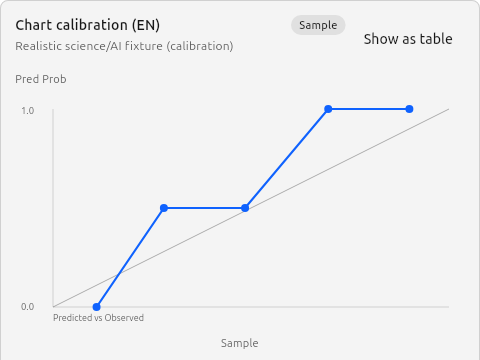 Chart calibration (EN)
Sample
Show as table
Realistic science/AI fixture (calibration)
Pred Prob
1.0
0.0
Predicted vs Observed
Sample